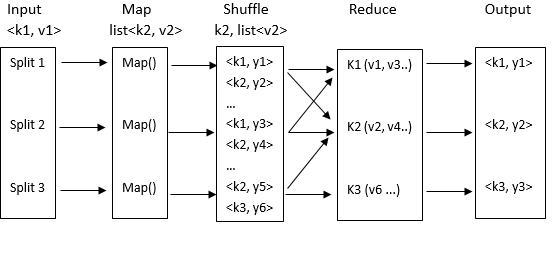 Input Map Shuffle Reduce Output
<k1, v1> list<k2, v2> k2, list<v2>
Split 1 Map() <k1, y1> K1 (v1, v3..) <k1, y1>
<k2, y2>
...
Split 2 Map() <k1, y3> K2 (v2, v4..) <k2, y2>
<k2, y4>
...
Split 3 Map() <k2, y5> K3 (v6 ...) <k3, y3>
<k3, y6>